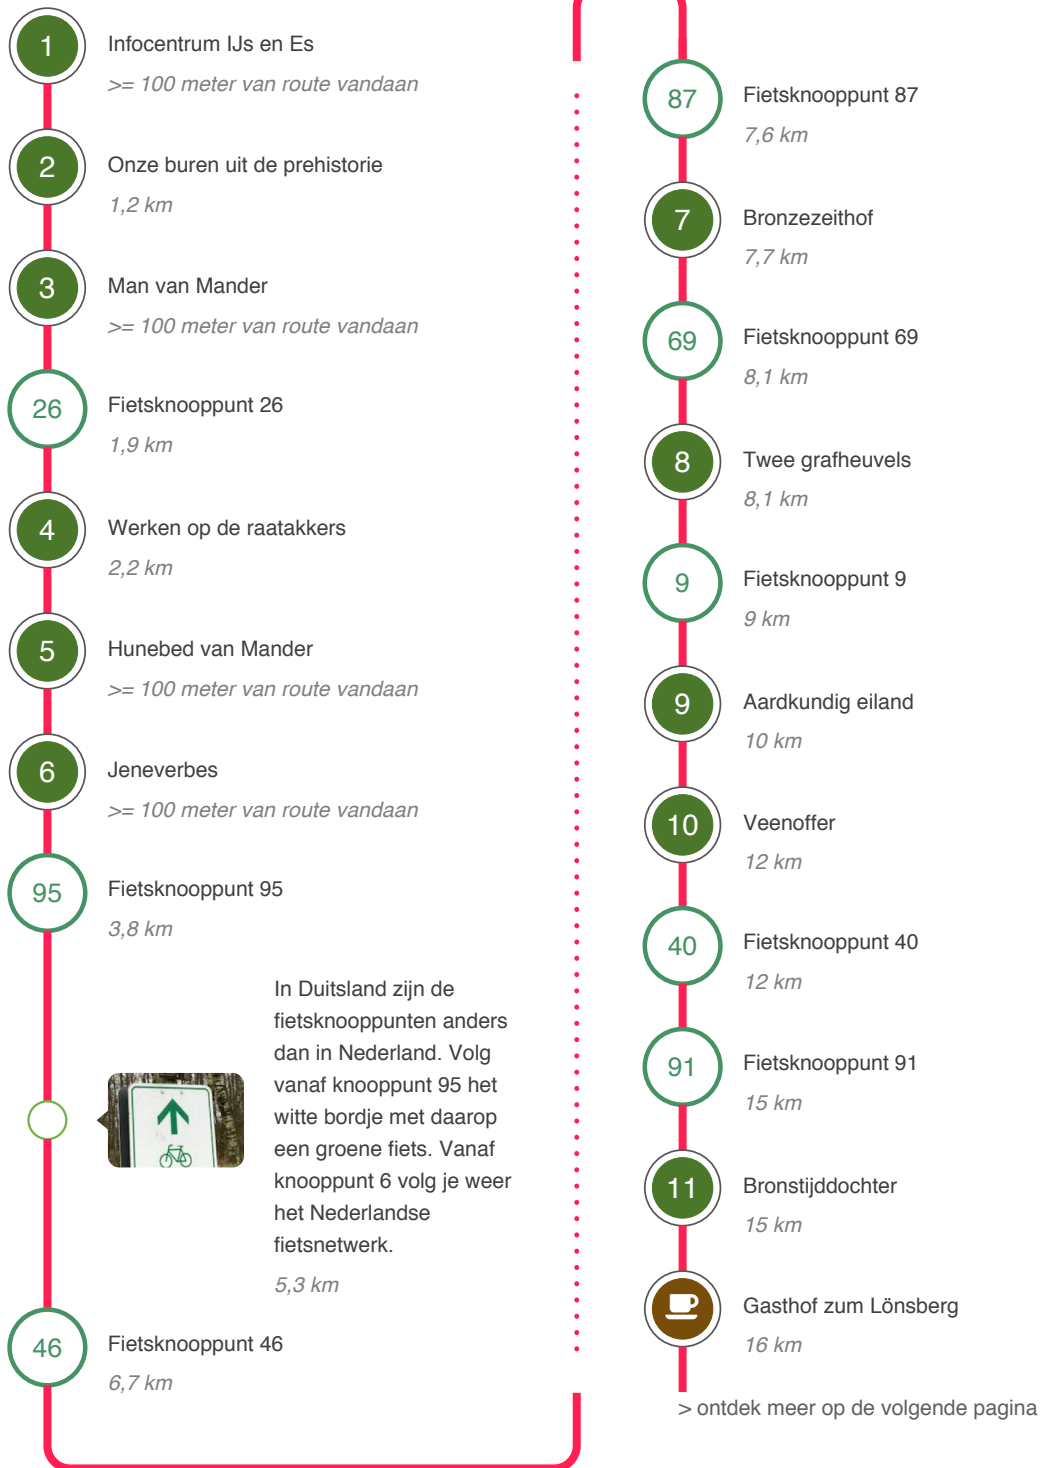 1
Infocentrum IJs en Es
>= 100 meter van route vandaan
2
Onze buren uit de prehistorie
1,2 km
3
Man van Mander
>= 100 meter van route vandaan
26
Fietsknooppunt 26
1,9 km
4
Werken op de raatakkers
2,2 km
5
Hunebed van Mander
>= 100 meter van route vandaan
6
Jeneverbes
>= 100 meter van route vandaan
95
Fietsknooppunt 95
3,8 km
In Duitsland zijn de
fietsknooppunten anders
dan in Nederland. Volg
vanaf knooppunt 95 het
witte bordje met daarop
een groene fiets. Vanaf
knooppunt 6 volg je weer
het Nederlandse
fietsnetwerk.
5,3 km
46
Fietsknooppunt 46
6,7 km
87
Fietsknooppunt 87
7,6 km
7
Bronzezeithof
7,7 km
69
Fietsknooppunt 69
8,1 km
8
Twee grafheuvels
8,1 km
9
Fietsknooppunt 9
9 km
9
Aardkundig eiland
10 km
10
Veenoffer
12 km
40
Fietsknooppunt 40
12 km
91
Fietsknooppunt 91
15 km
11
Bronstijddochter
15 km
Gasthof zum Lönsberg
16 km
> ontdek meer op de volgende pagina